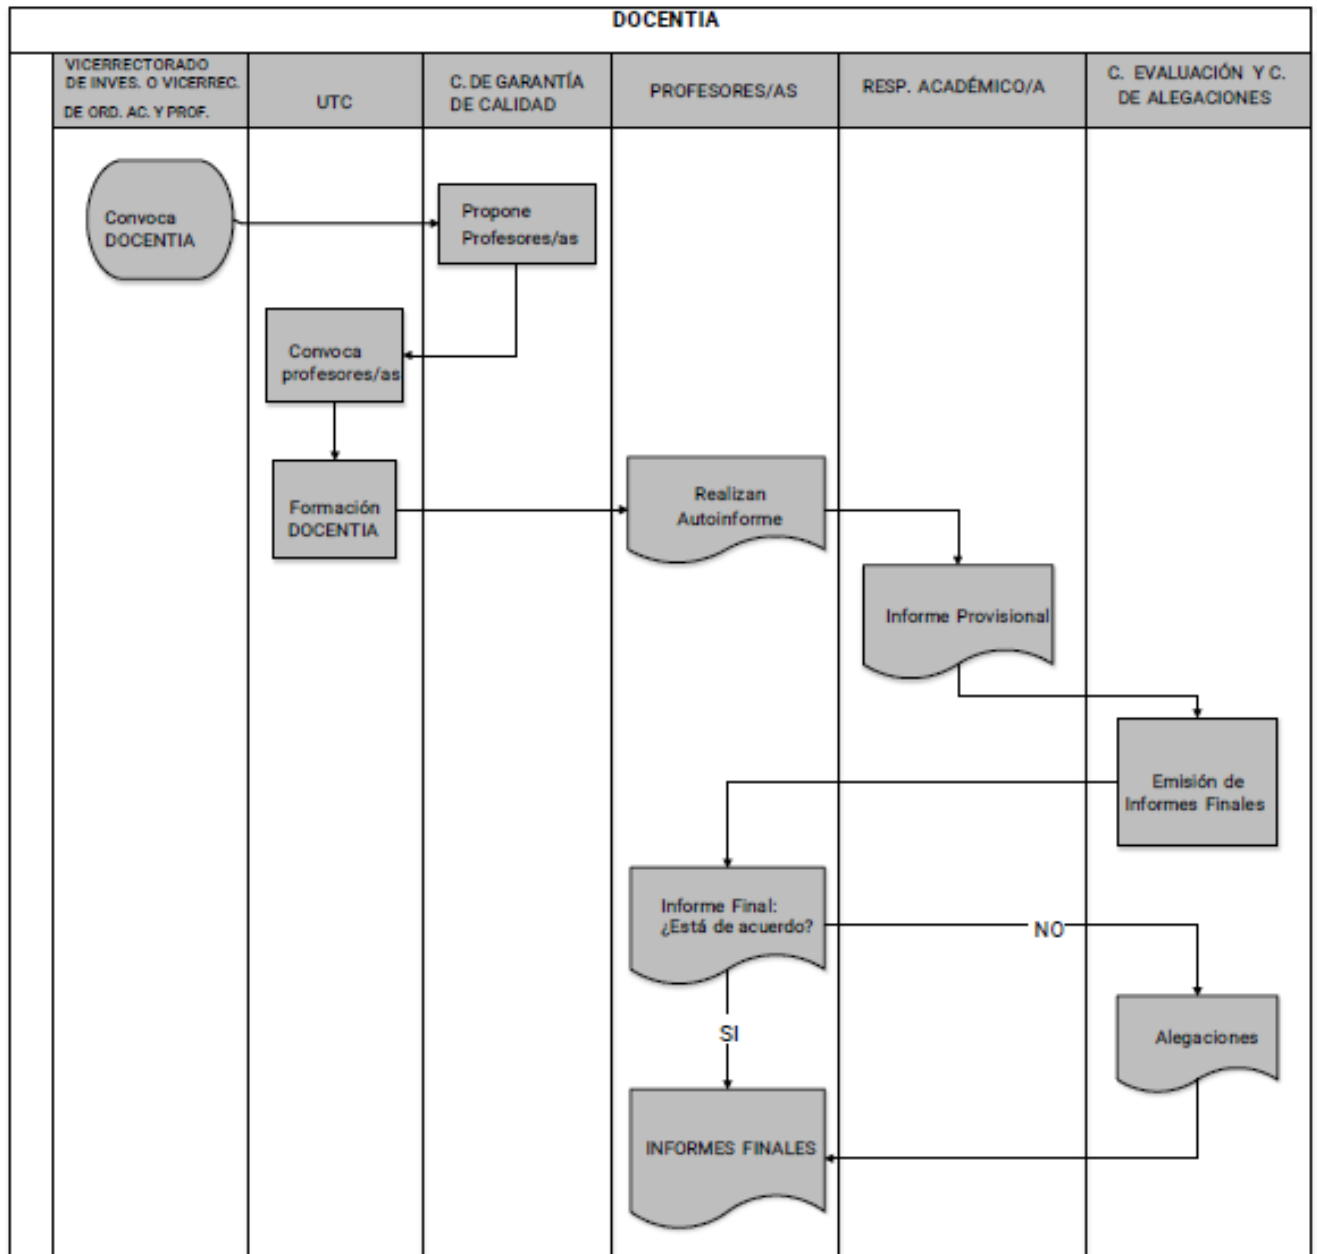 DOCENTIA
VICERRECTORADO
DE INVES. O VICERREC.
DE ORD. AC. Y PROF.
UTC
C. DE GARANTÍA
DE CALIDAD
PROFESORES/AS
RESP. ACADÉMICO/A
C. EVALUACIÓN Y C.
DE ALEGACIONES
Convoca
DOCENTIA
Propone
Profesores/as
Convoca
profesores/as
Formación
DOCENTIA
Realizan
Autoinforme
Informe Provisional
Emisión de
Informes Finales
Informe Final:
¿Está de acuerdo?
NO
SI
Alegaciones
INFORMES FINALES